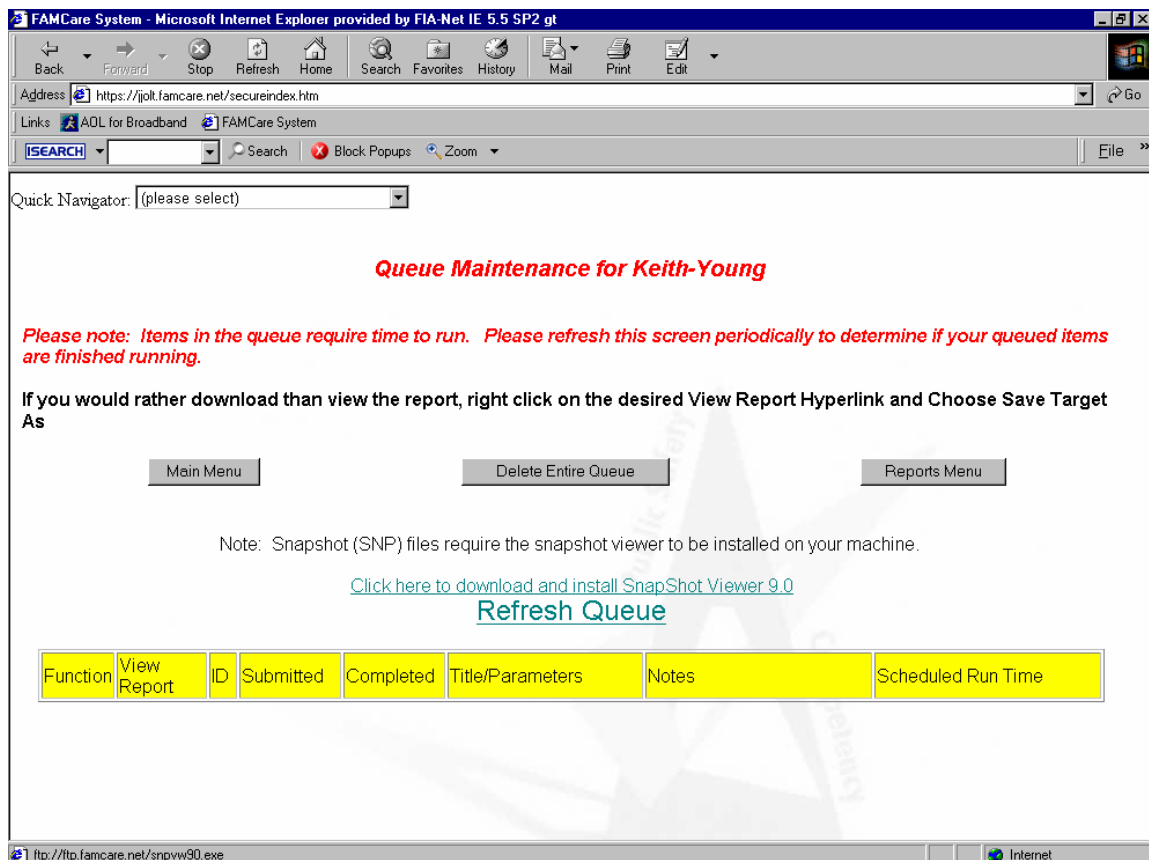 FAMCare System - Microsoft Internet Explorer provided by FIA-Net IE 5.5 SP2 gt
Back Forward Stop Refresh Home Search Favorites History Mail Print Edit
Address https://jjolt.famcare.net/secureindex.htm Go
Links AOL for Broadband FAMCare System
ISEARCH Search Block Popups Zoom File »
Quick Navigator: (please select)
Queue Maintenance for Keith-Young
Please note: Items in the queue require time to run. Please refresh this screen periodically to determine if your queued items
are finished running.
If you would rather download than view the report, right click on the desired View Report Hyperlink and Choose Save Target
As
Main Menu Delete Entire Queue Reports Menu
Note: Snapshot (SNP) files require the snapshot viewer to be installed on your machine.
Click here to download and install SnapShot Viewer 9.0
Refresh Queue
Function View Report ID Submitted Completed Title/Parameters Notes Scheduled Run Time
Public Safety
Competency
ftp://ftp.famcare.net/snpvw90.exe Internet